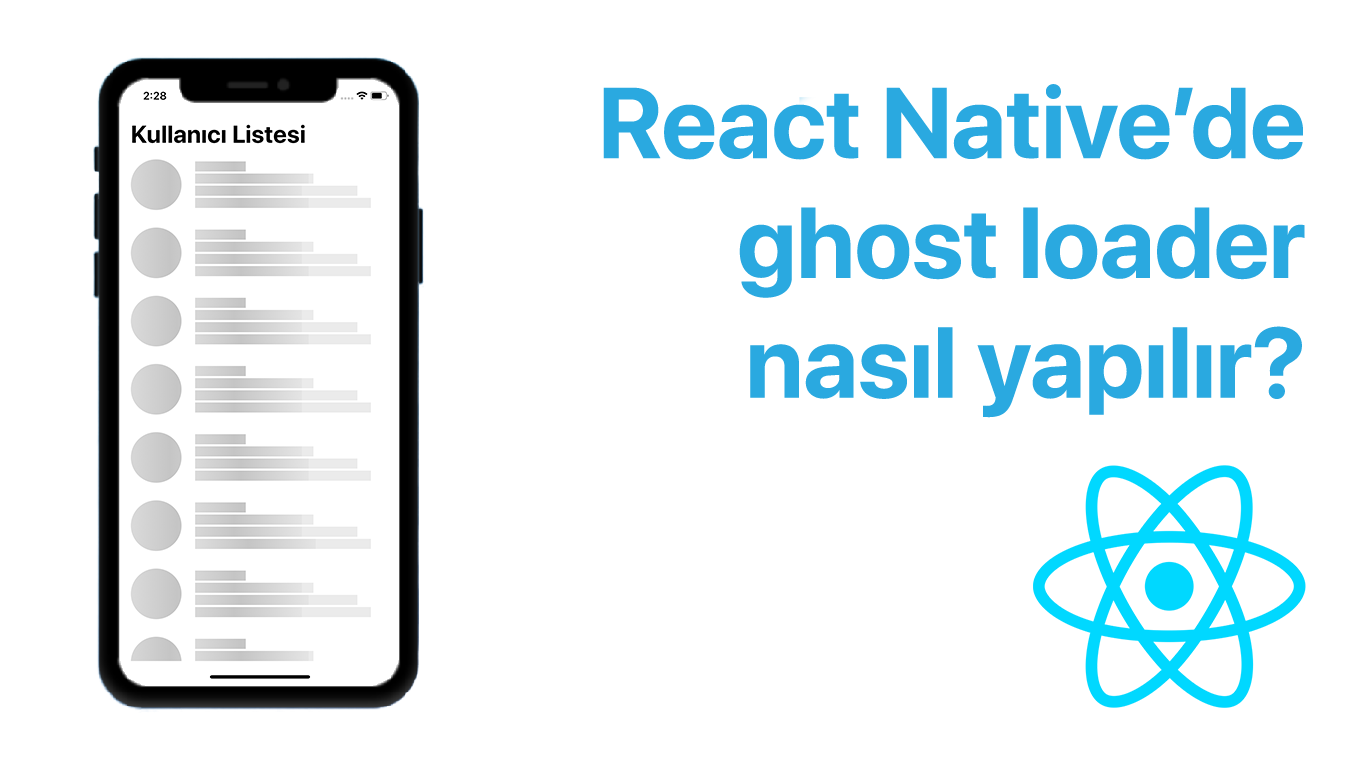 2:28
Kullanıcı Listesi
React Native’de
ghost loader
nasıl yapılır?